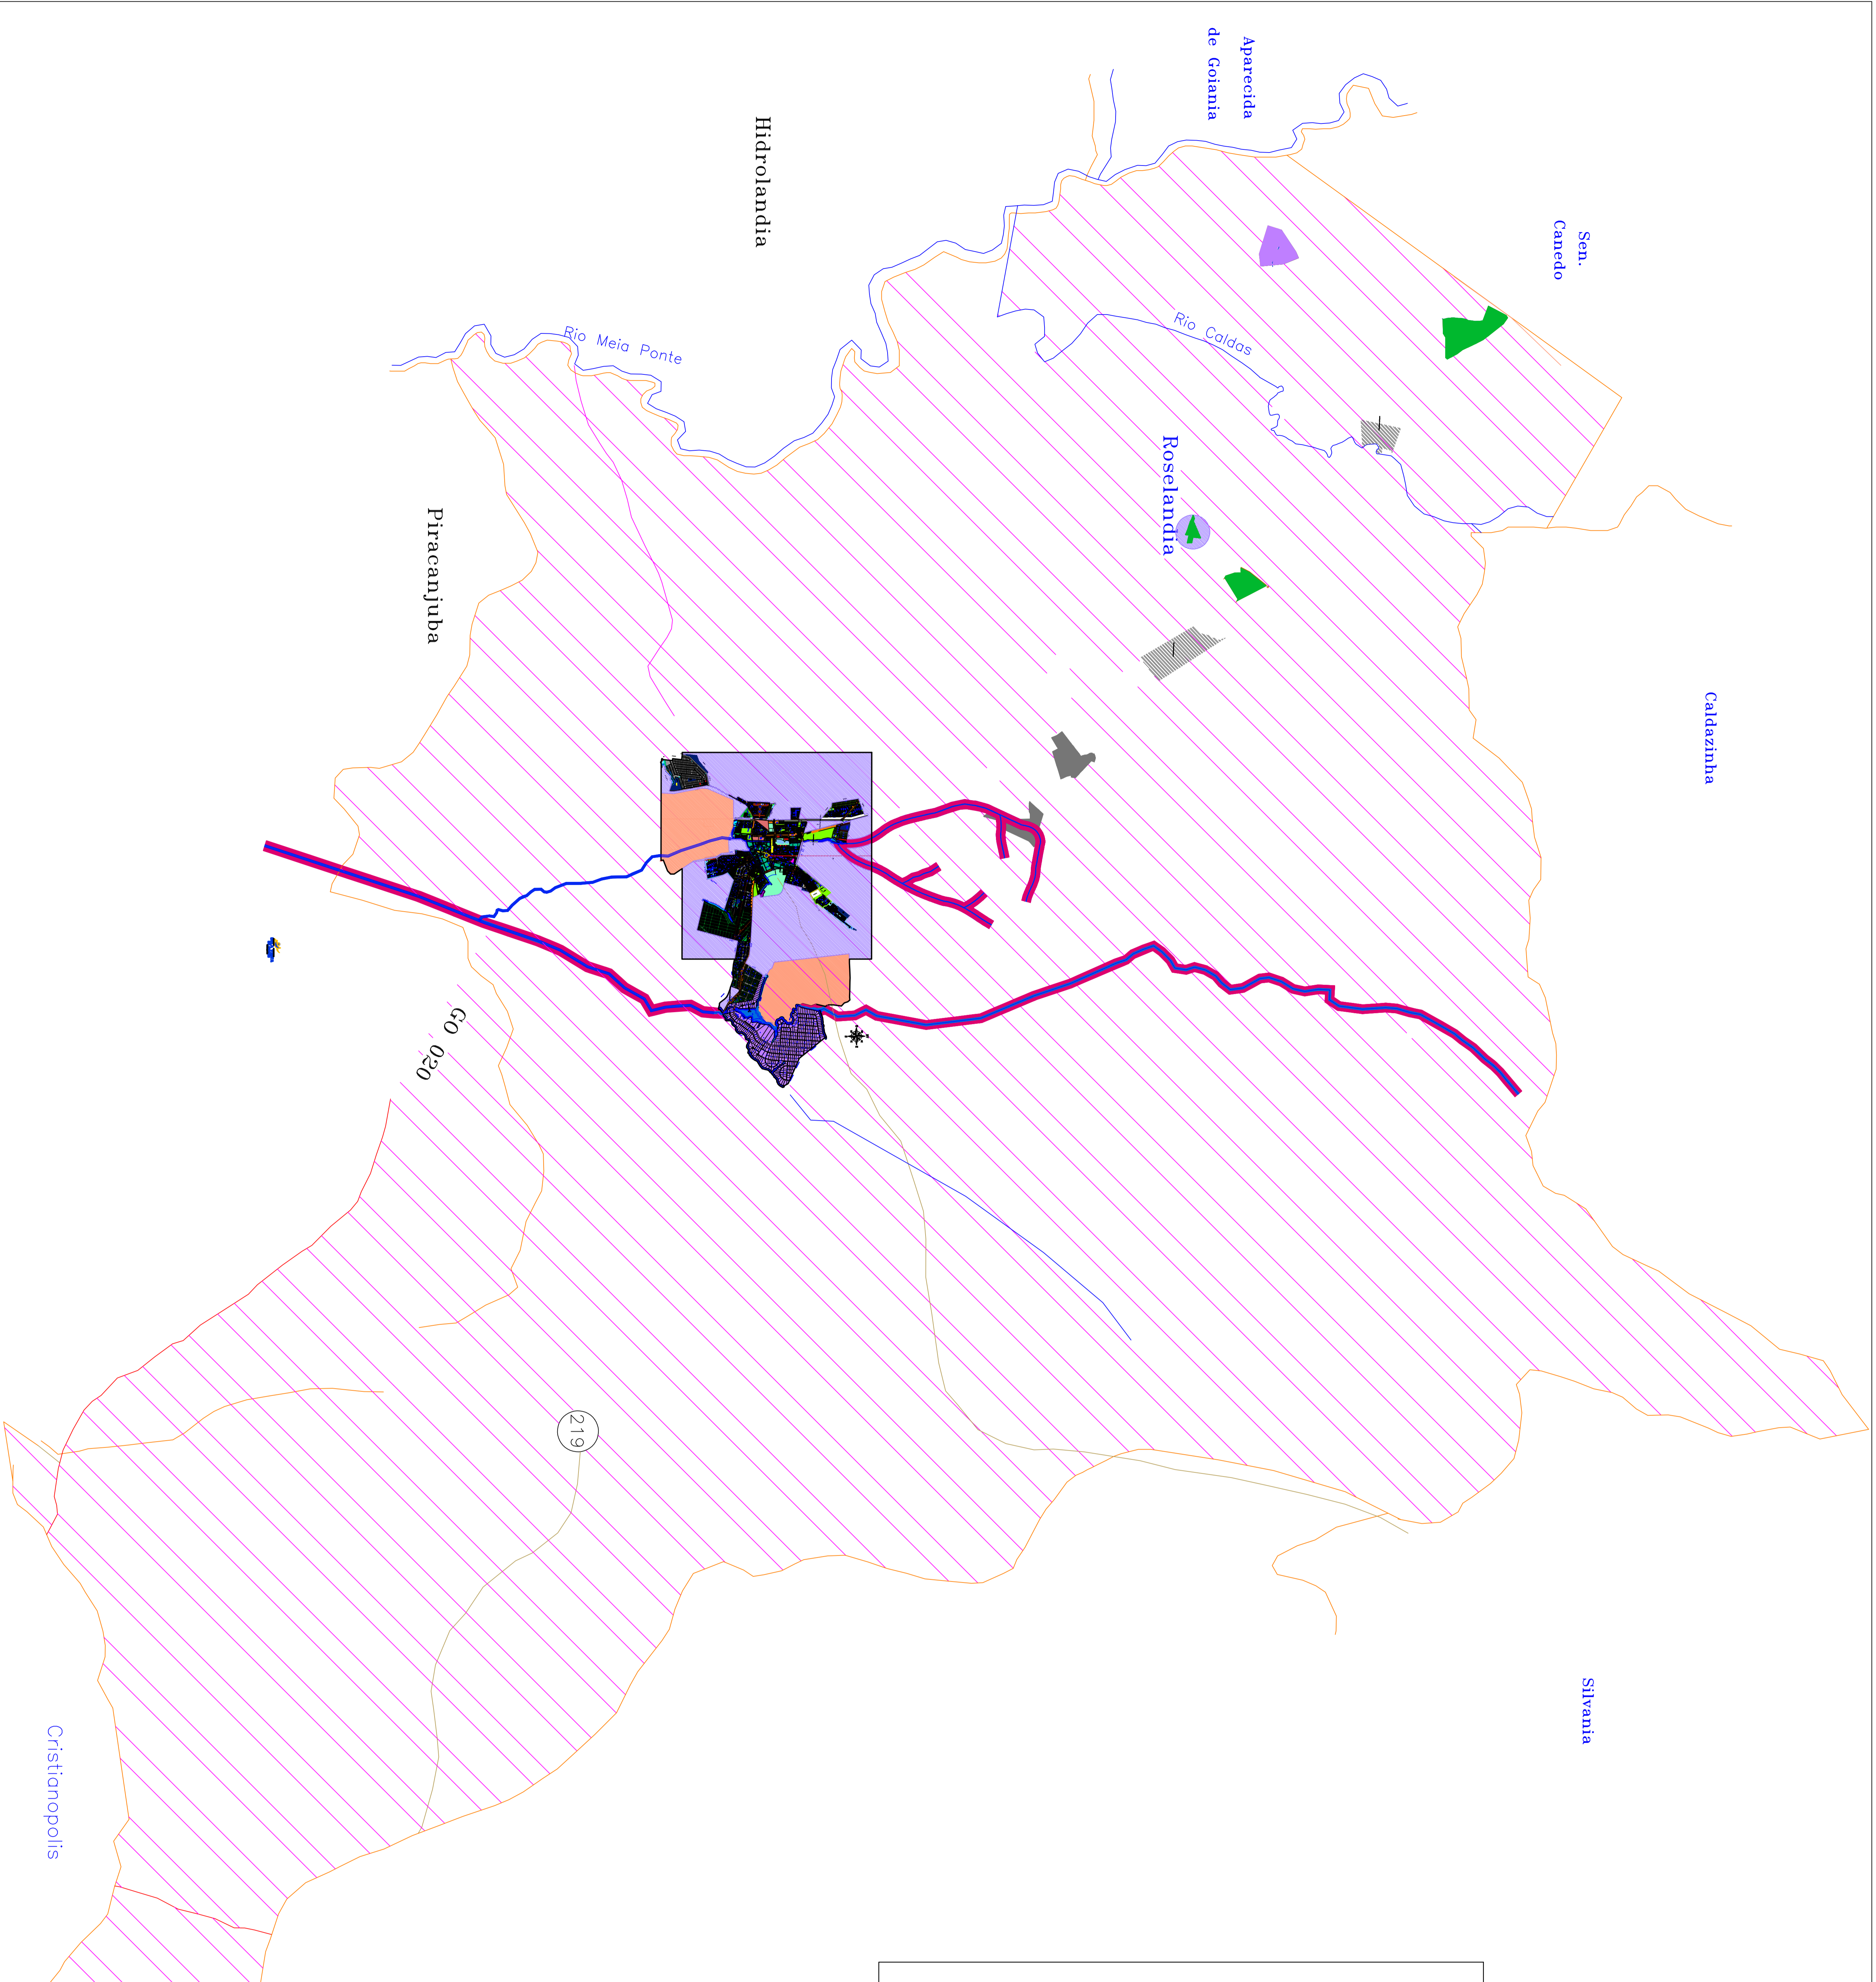 Aparecida
de Goiania
Sen.
Canedo
Hidrolandia
Rio Meia Ponte
Rio Caldas
Roselandia
Piracanjuba
Caldazinha
GO 020
219
Silvania
Cristianopolis